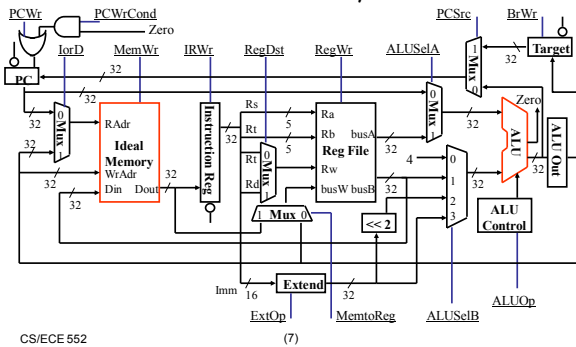 PCWr
PCWrCond
Zero
PCSrc
BrWr
IorD
MemWr
IRWr
RegDst
RegWr
ALUSelA
1
Mux
0
32
Target
PC
32
32
32
32
0
Mux
1
RAdr
Ideal
Memory
WrAdr
Din
Dout
32
32
32
Instruction Reg
32
Rs
Rt
Rt
Rd
5
5
0
Mux
1
Ra
Rb
busA
Reg File
Rw
busW
busB
32
32
0
Mux
1
32
Zero
ALU
32
ALU Out
4
0
1
2
3
Mux
32
1 Mux 0
<< 2
ALU
Control
Imm
16
Extend
32
ExtOp
MemtoReg
ALUSelB
ALUOp
CS/ECE 552
(7)